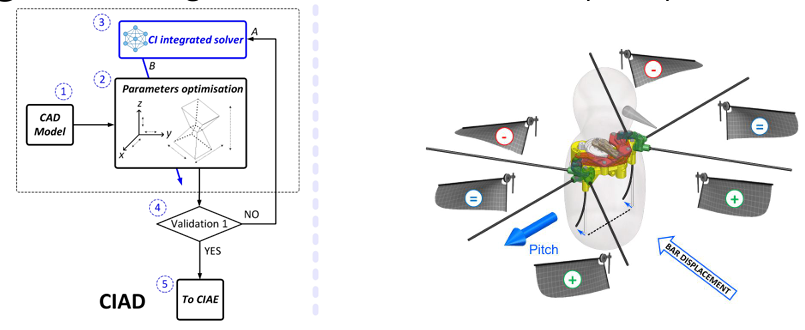 3
CI integrated solver
A
B
2
Parameters optimisation
1
CAD
Model
z
y
x
4
Validation 1
NO
YES
5
To CIAE
CIAD
-
-
=
=
+
+
Pitch
BAR DISPLACEMENT